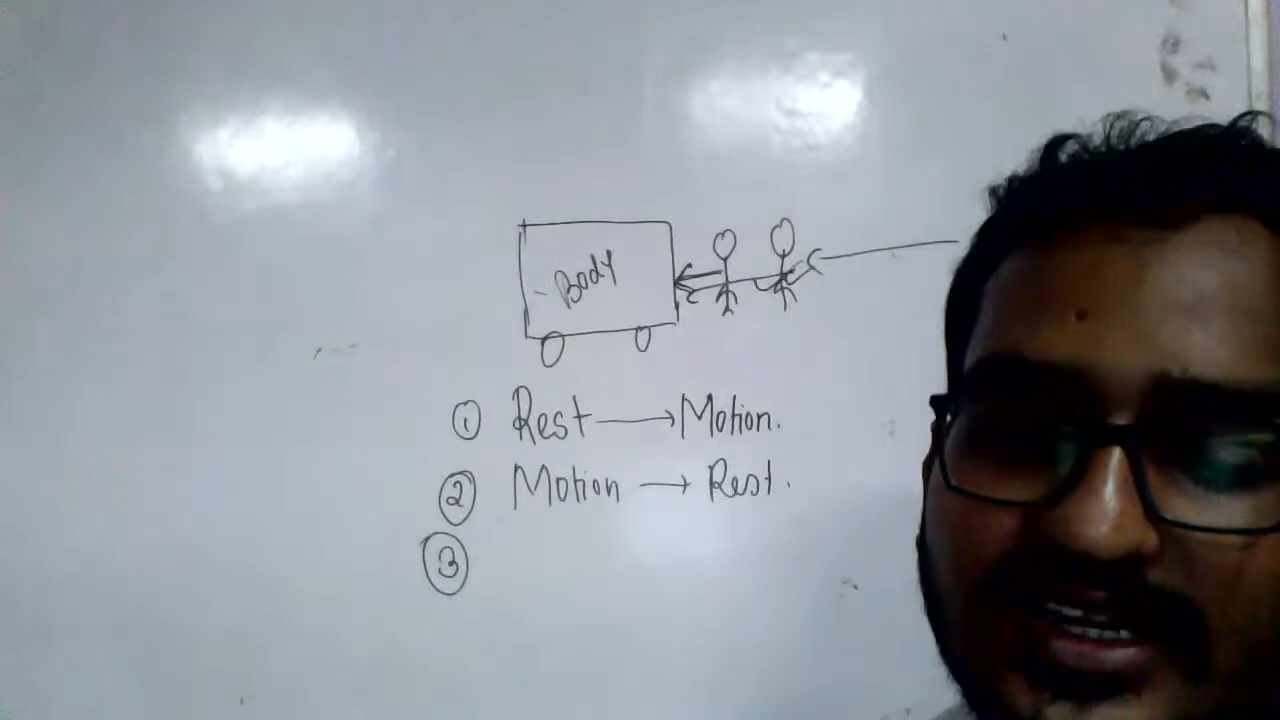 Body
① Rest → Motion.
② Motion → Rest.
③